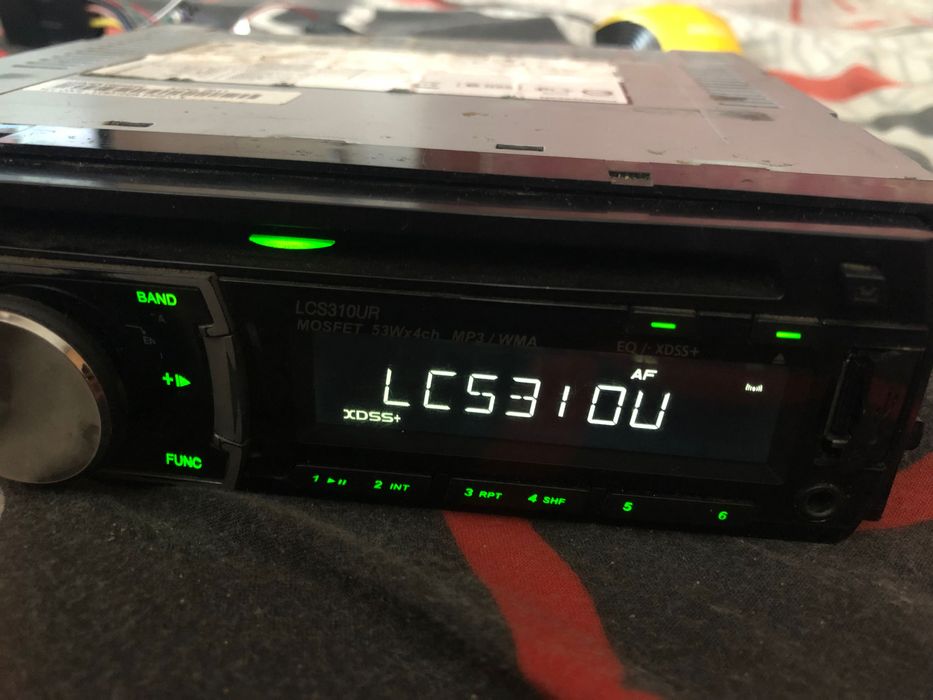 BAND
LCS310UR
MOSFET 53Wx4ch MP3/WMA
EQ /- XDSS+
+
AF
LCS310U
XDSS+
FUNC
1 2 INT 3 RPT 4 SHF 5 6